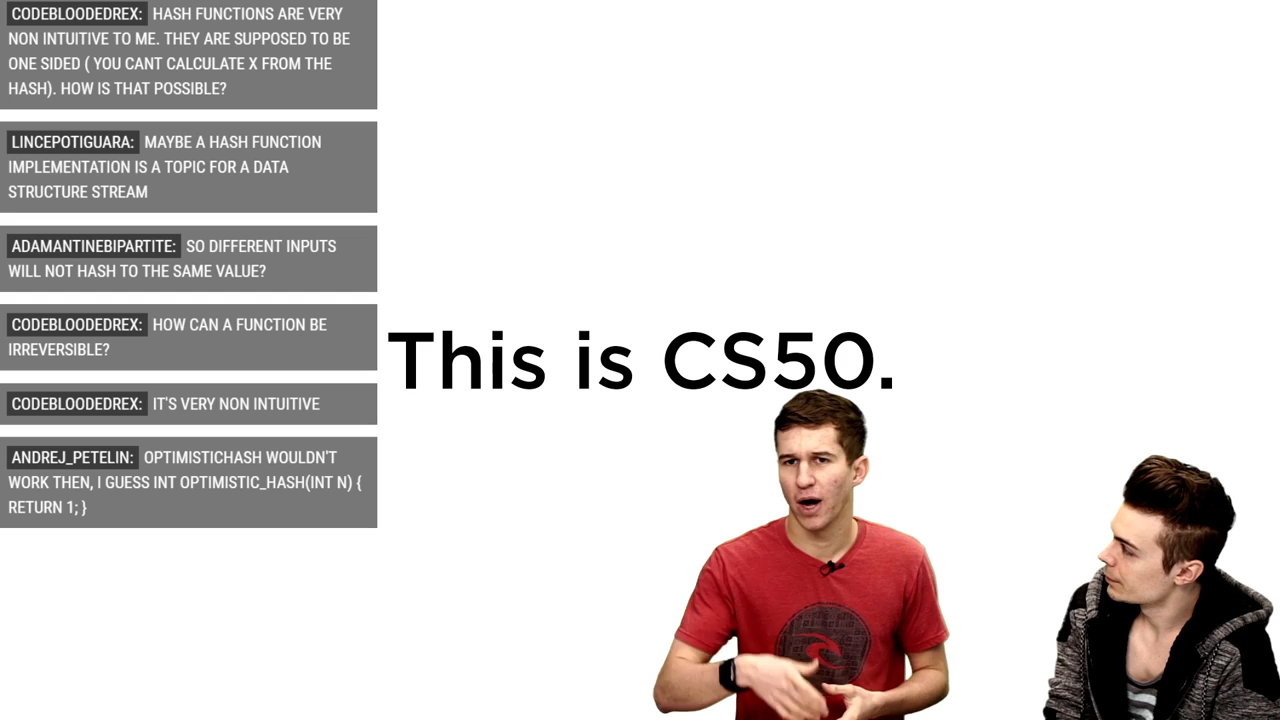 CODEBLOODEDREX: HASH FUNCTIONS ARE VERY
NON INTUITIVE TO ME. THEY ARE SUPPOSED TO BE
ONE SIDED ( YOU CANT CALCULATE X FROM THE
HASH). HOW IS THAT POSSIBLE?
LINCEPOTIGUARA: MAYBE A HASH FUNCTION
IMPLEMENTATION IS A TOPIC FOR A DATA
STRUCTURE STREAM
ADAMANTINEBIPARTITE: SO DIFFERENT INPUTS
WILL NOT HASH TO THE SAME VALUE?
CODEBLOODEDREX: HOW CAN A FUNCTION BE
IRREVERSIBLE?
CODEBLOODEDREX: IT'S VERY NON INTUITIVE
ANDREJ_PETELIN: OPTIMISTICHASH WOULDN'T
WORK THEN, I GUESS INT OPTIMISTIC_HASH(INT N) {
RETURN 1; }
This is CS50.